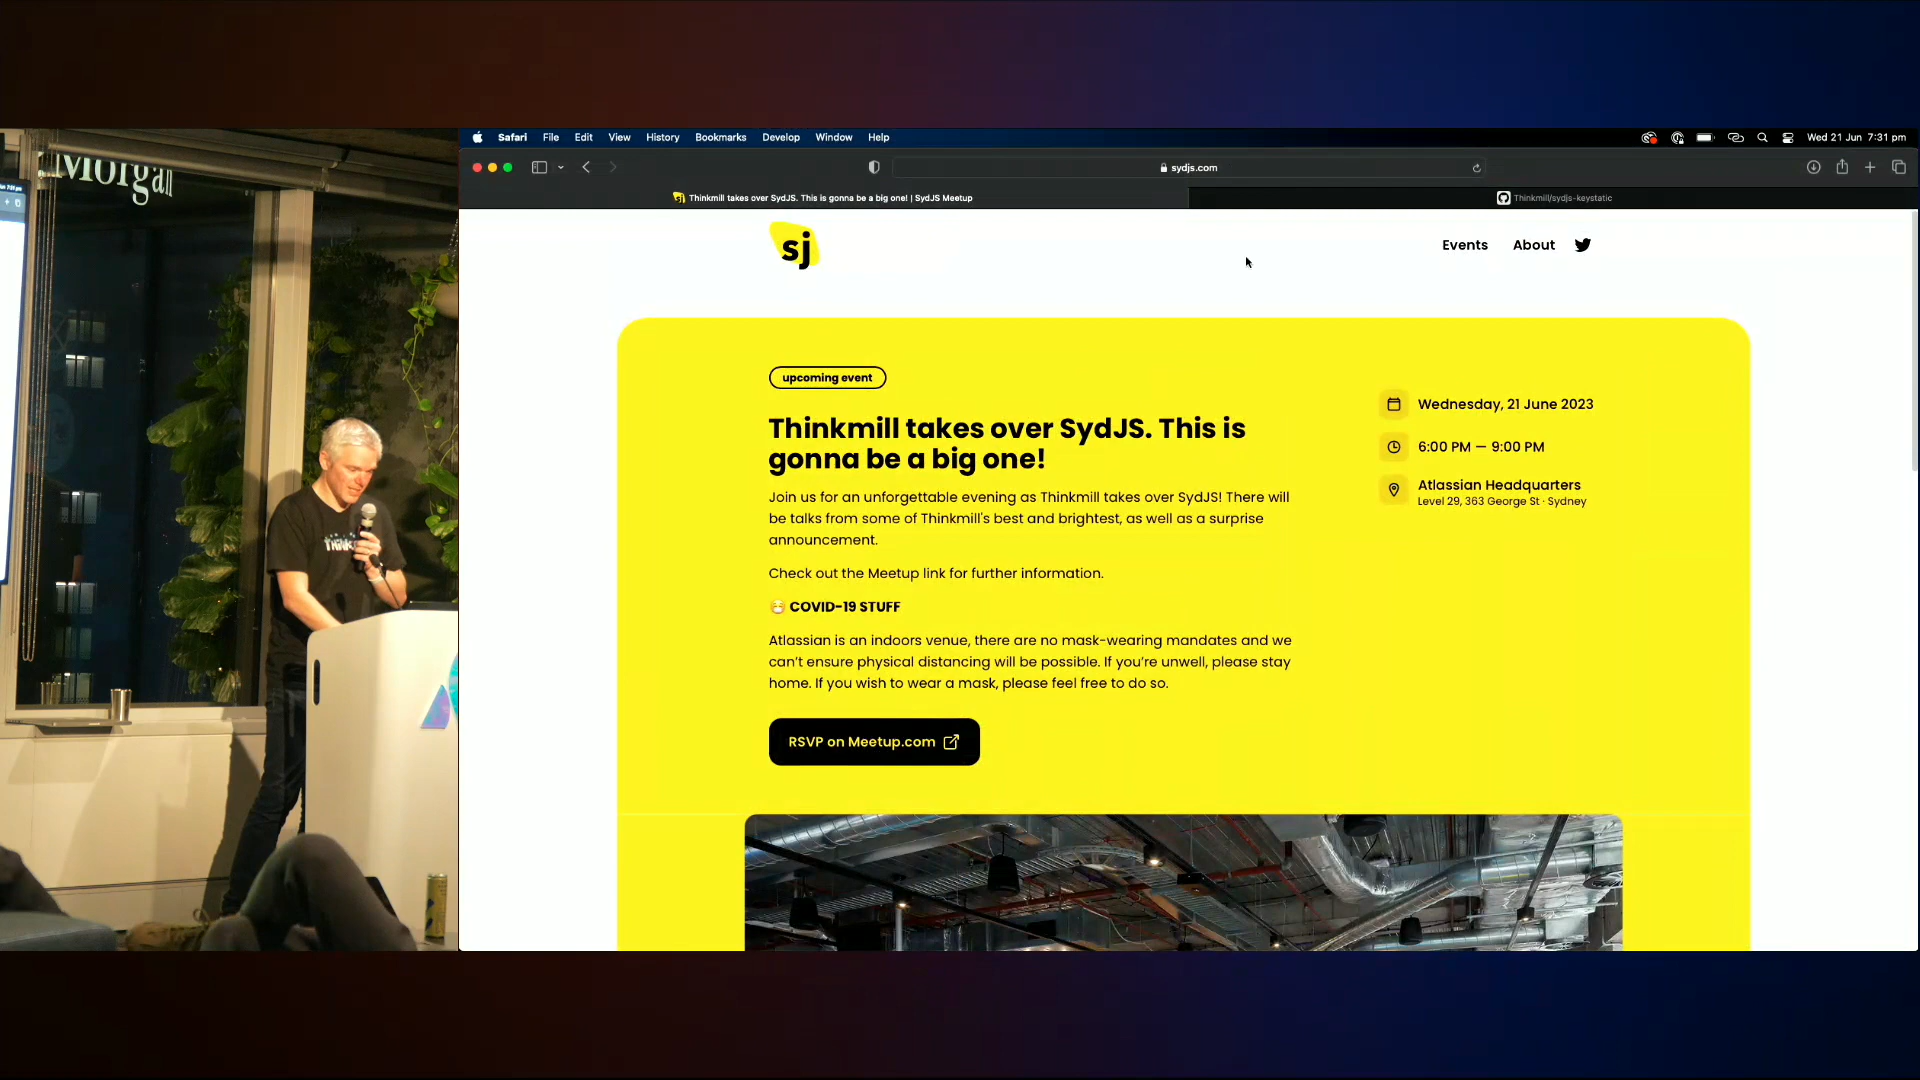 Morgan
Safari File Edit View History Bookmarks Develop Window Help
Wed 21 Jun 7:31 pm
sydjs.com
Thinkmill takes over SydJS. This is gonna be a big one! | SydJS Meetup
Thinkmill/sydjs-keystatic
sj
Events About
upcoming event
Thinkmill takes over SydJS. This is
gonna be a big one!
Join us for an unforgettable evening as Thinkmill takes over SydJS! There will
be talks from some of Thinkmill's best and brightest, as well as a surprise
announcement.
Check out the Meetup link for further information.
😷 COVID-19 STUFF
Atlassian is an indoors venue, there are no mask-wearing mandates and we
can't ensure physical distancing will be possible. If you're unwell, please stay
home. If you wish to wear a mask, please feel free to do so.
RSVP on Meetup.com
Wednesday, 21 June 2023
6:00 PM — 9:00 PM
Atlassian Headquarters
Level 29, 363 George St · Sydney